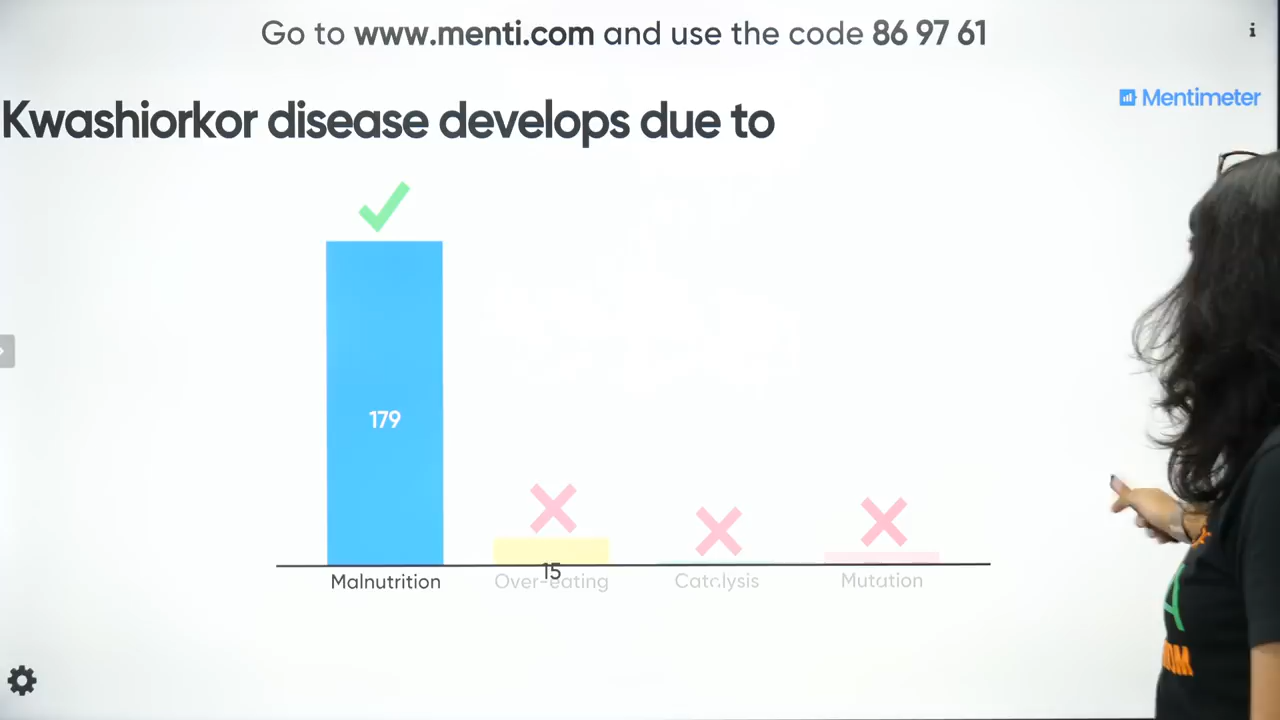 Go to www.menti.com and use the code 86 97 61
i
Mentimeter
Kwashiorkor disease develops due to
179
15
Malnutrition
Over-eating
Catalysis
Mutation